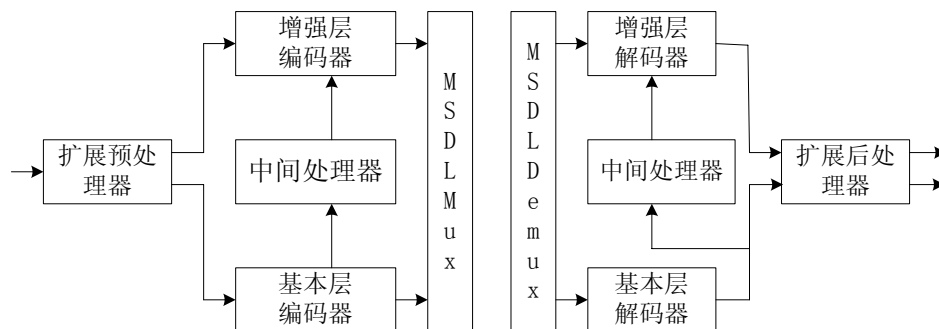 增强层
编码器
扩展预处
理器
中间处理器
基本层
编码器
MSDLMux
MSDLDemux
增强层
解码器
中间处理器
基本层
解码器
扩展后处
理器